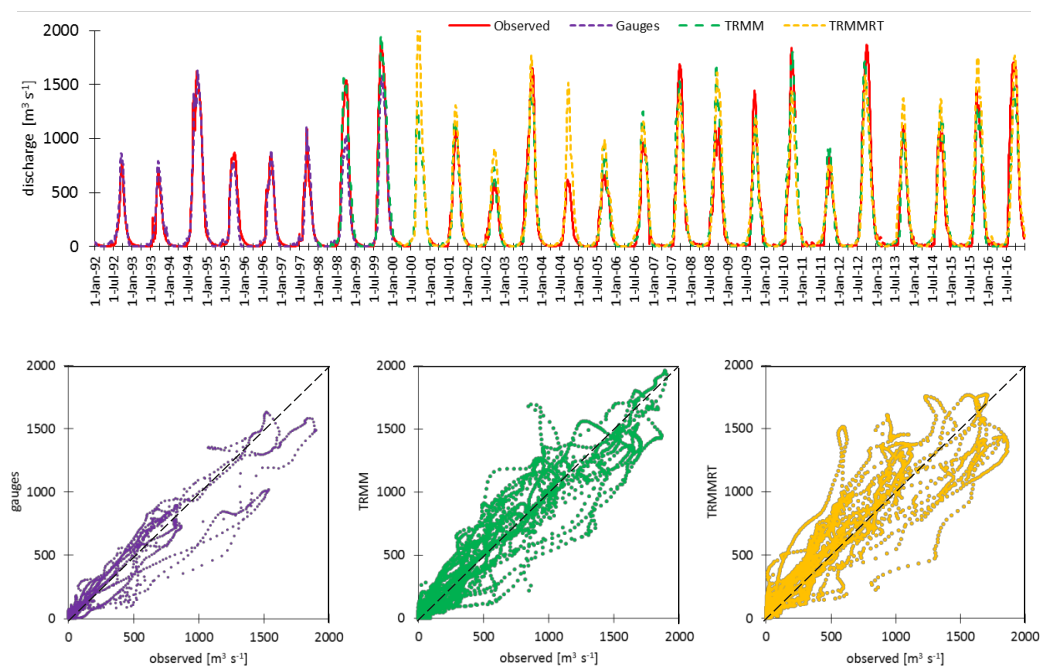 Observed Gauges TRMM TRMMRT
discharge [m³ s⁻¹]
2000
1500
1000
500
0
1-Jan-92
1-Jul-92
1-Jan-93
1-Jul-93
1-Jan-94
1-Jul-94
1-Jan-95
1-Jul-95
1-Jan-96
1-Jul-96
1-Jan-97
1-Jul-97
1-Jan-98
1-Jul-98
1-Jan-99
1-Jul-99
1-Jan-00
1-Jul-00
1-Jan-01
1-Jul-01
1-Jan-02
1-Jul-02
1-Jan-03
1-Jul-03
1-Jan-04
1-Jul-04
1-Jan-05
1-Jul-05
1-Jan-06
1-Jul-06
1-Jan-07
1-Jul-07
1-Jan-08
1-Jul-08
1-Jan-09
1-Jul-09
1-Jan-10
1-Jul-10
1-Jan-11
1-Jul-11
1-Jan-12
1-Jul-12
1-Jan-13
1-Jul-13
1-Jan-14
1-Jul-14
1-Jan-15
1-Jul-15
1-Jan-16
1-Jul-16
gauges
2000
1500
1000
500
0
0 500 1000 1500 2000
observed [m³ s⁻¹]
TRMM
2000
1500
1000
500
0
0 500 1000 1500 2000
observed [m³ s⁻¹]
TRMMRT
2000
1500
1000
500
0
0 500 1000 1500 2000
observed [m³ s⁻¹]